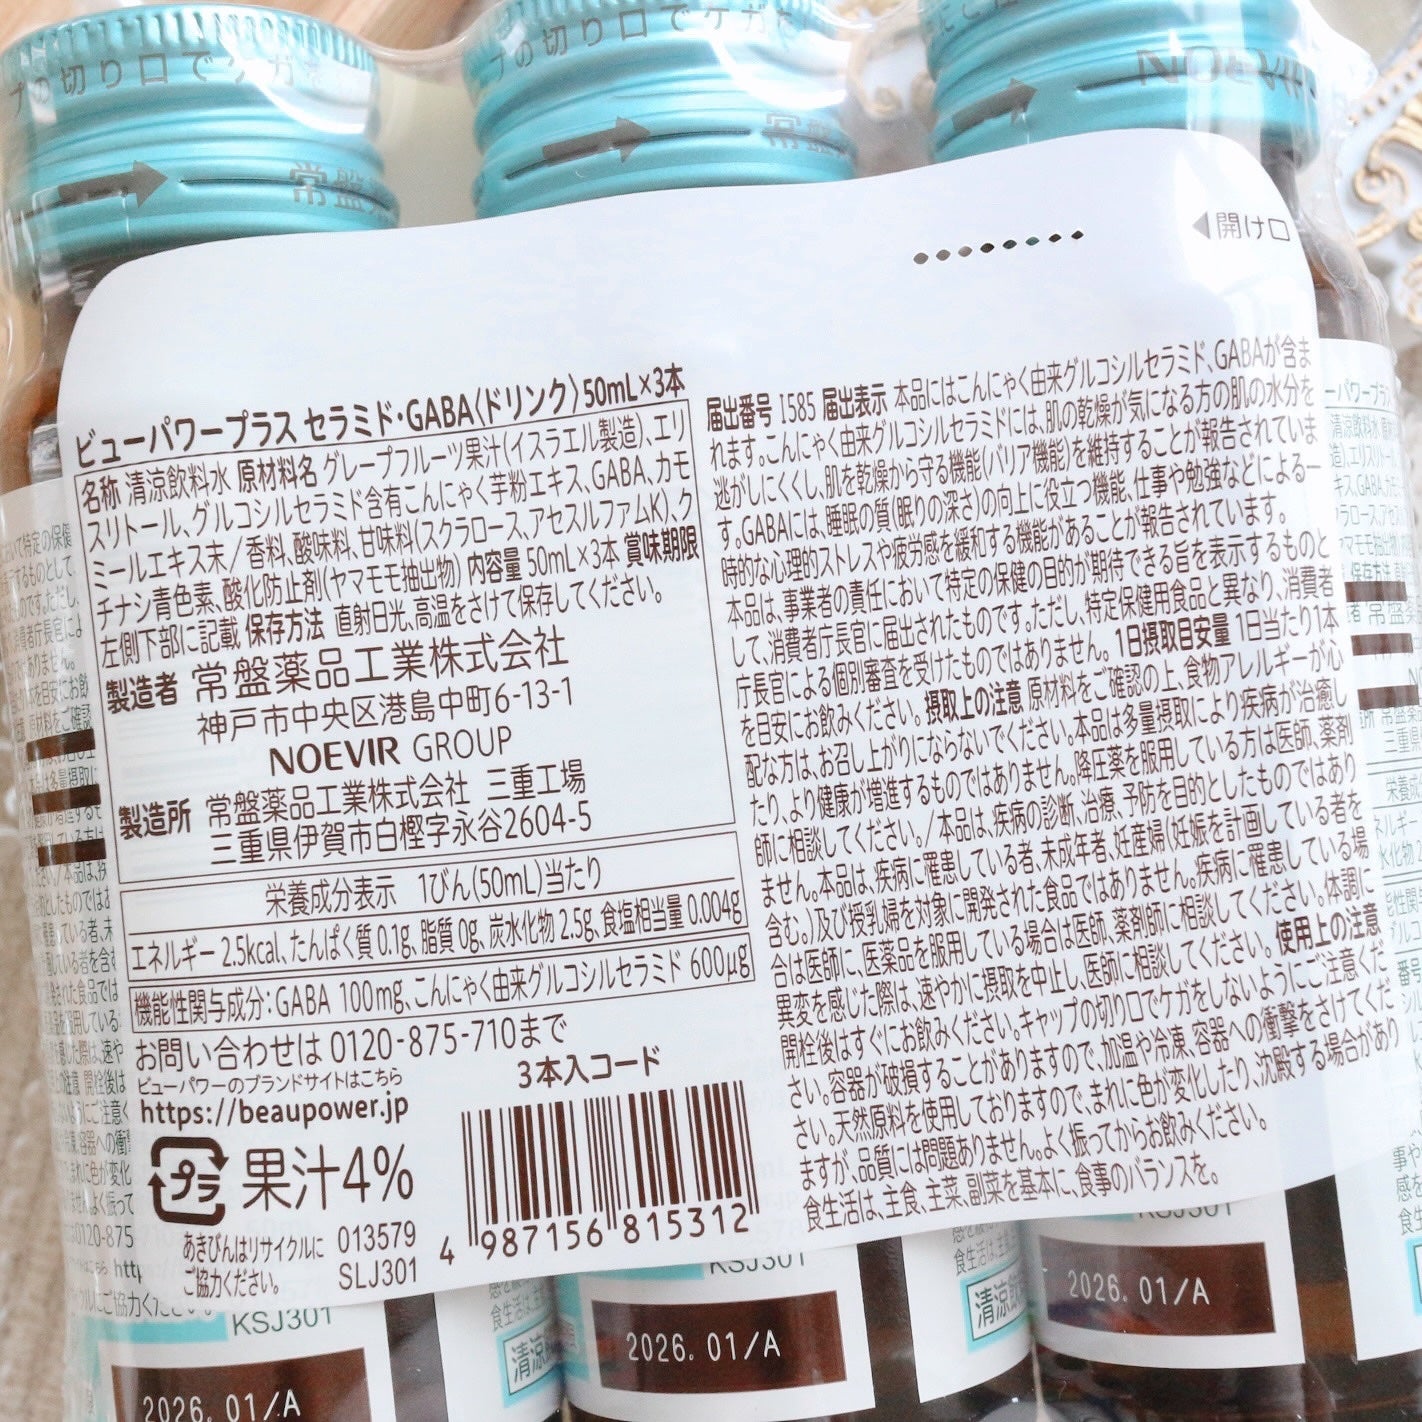 プの切り口でケガを
プの切り口でケガを
NOEVIR
常盤薬
常盤
◀開け口
ビューパワープラス セラミド・GABA〈ドリンク〉50mL×3本
名称 清涼飲料水 原材料名 グレープフルーツ果汁(イスラエル製造)、エリ
スリトール、グルコシルセラミド含有こんにゃく芋粉エキス、GABA、カモ
ミールエキス末/香料、酸味料、甘味料(スクラロース、アセスルファムK)、ク
チナシ青色素、酸化防止剤(ヤマモモ抽出物) 内容量 50mL×3本 賞味期限
左側下部に記載 保存方法 直射日光、高温をさけて保存してください。
製造者 常盤薬品工業株式会社
神戸市中央区港島中町6-13-1
NOEVIR GROUP
製造所 常盤薬品工業株式会社 三重工場
三重県伊賀市白樫字永谷2604-5
栄養成分表示 1びん(50mL)当たり
エネルギー 2.5kcal、たんぱく質 0.1g、脂質 0g、炭水化物 2.5g、食塩相当量 0.004g
機能性関与成分:GABA 100mg、こんにゃく由来グルコシルセラミド 600μg
お問い合わせは 0120-875-710まで
ビューパワーのブランドサイトはこちら
https://beaupower.jp
プラ
果汁4%
あきびんはリサイクルに
ご協力ください。
013579
SLJ301
3本入コード
4 987156 815312
届出番号 I585 届出表示 本品にはこんにゃく由来グルコシルセラミド、GABAが含ま
れます。こんにゃく由来グルコシルセラミドには、肌の乾燥が気になる方の肌の水分を
逃がしにくくし、肌を乾燥から守る機能(バリア機能)を維持することが報告されていま
す。GABAには、睡眠の質(眠りの深さ)の向上に役立つ機能、仕事や勉強などによる一
時的な心理的ストレスや疲労感を緩和する機能があることが報告されています。
本品は、事業者の責任において特定の保健の目的が期待できる旨を表示するものと
して、消費者庁長官に届出されたものです。ただし、特定保健用食品と異なり、消費者
庁長官による個別審査を受けたものではありません。 1日摂取目安量 1日当たり1本
を目安にお飲みください。 摂取上の注意 原材料をご確認の上、食物アレルギーが心
配な方は、お召し上がりにならないでください。本品は多量摂取により疾病が治癒し
たり、より健康が増進するものではありません。降圧薬を服用している方は医師、薬剤
師に相談してください。/本品は、疾病の診断、治療、予防を目的としたものではあり
ません。本品は、疾病に罹患している者、未成年者、妊産婦(妊娠を計画している者を
含む。)及び授乳婦を対象に開発された食品ではありません。疾病に罹患している場
合は医師に、医薬品を服用している場合は医師、薬剤師に相談してください。体調に
異変を感じた際は、速やかに摂取を中止し、医師に相談してください。 使用上の注意
開栓後はすぐにお飲みください。キャップの切り口でケガをしないようにご注意くだ
さい。容器が破損することがありますので、加温や冷凍、容器への衝撃をさけてくだ
さい。天然原料を使用しておりますので、まれに色が変化したり、沈殿する場合があり
ますが、品質には問題ありません。よく振ってからお飲みください。
食生活は、主食、主菜、副菜を基本に、食事のバランスを。
KSJ301
KSJ301
KSJ301
2026. 01/A
2026. 01/A
2026. 01/A